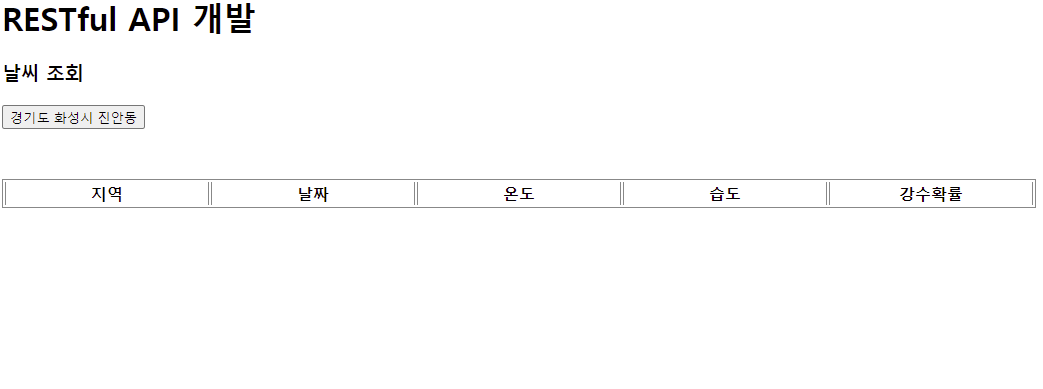 RESTful API 개발
날씨 조회
경기도 화성시 진안동
지역 날짜 온도 습도 강수확률